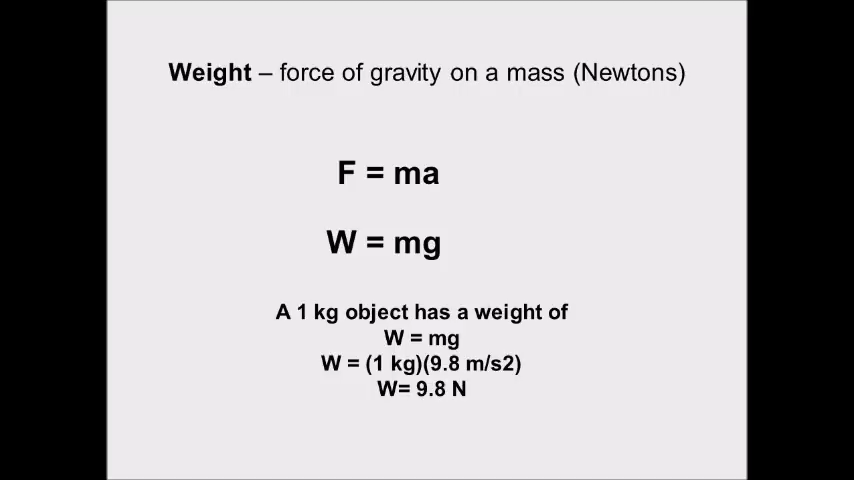 Weight – force of gravity on a mass (Newtons)
F = ma
W = mg
A 1 kg object has a weight of
W = mg
W = (1 kg)(9.8 m/s2)
W= 9.8 N